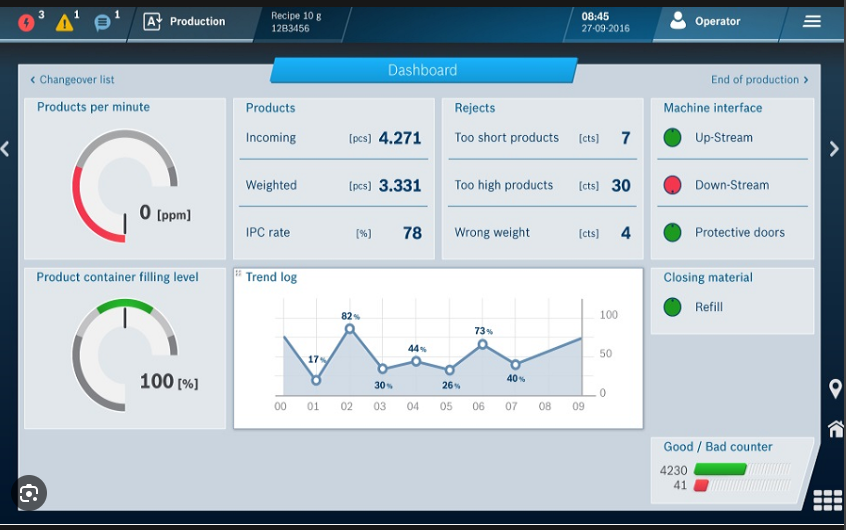 3 1 1 A Production Recipe 10 g 08:45 Operator
12B3456 27-09-2016
Dashboard
< Changeover list End of production >
Products per minute
0 [ppm]
Products
Incoming [pcs] 4.271
Weighted [pcs] 3.331
IPC rate [%] 78
Rejects
Too short products [cts] 7
Too high products [cts] 30
Wrong weight [cts] 4
Machine interface
Up-Stream
Down-Stream
Protective doors
Product container filling level
100 [%]
Trend log
82%
73%
44%
17%
30%
26%
40%
100
50
0
00 01 02 03 04 05 06 07 08 09
Closing material
Refill
Good / Bad counter
4230
41